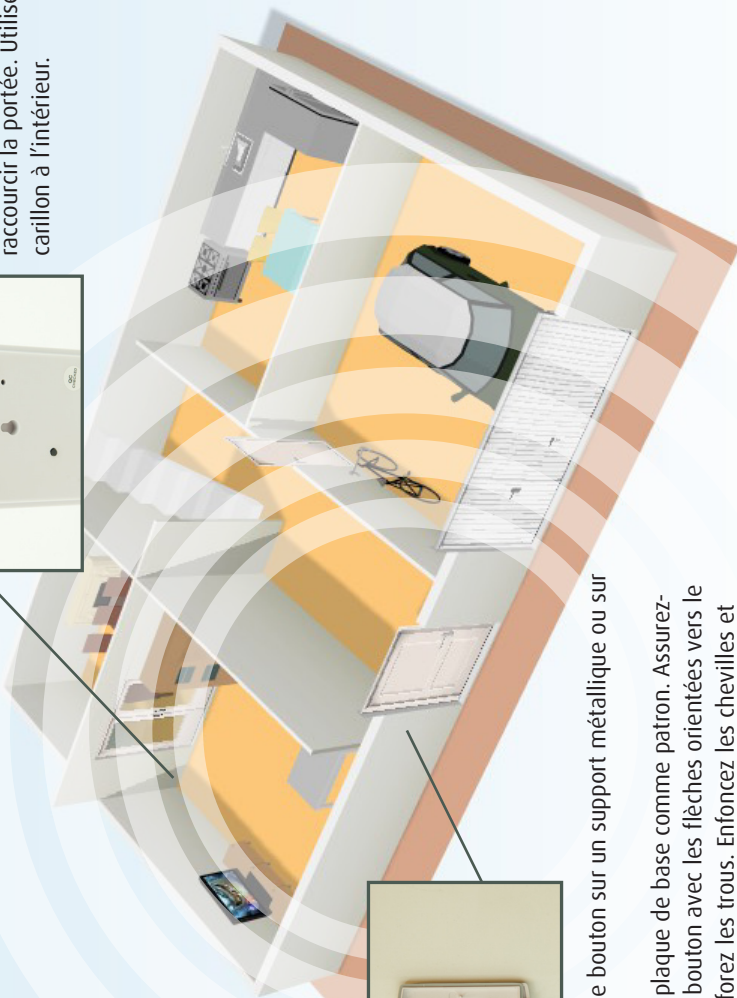 raccourcir la portée. Utilise
carillon à l'intérieur.
e bouton sur un support métallique ou sur
plaque de base comme patron. Assurez-
bouton avec les flèches orientées vers le
forez les trous. Enfoncez les chevilles et